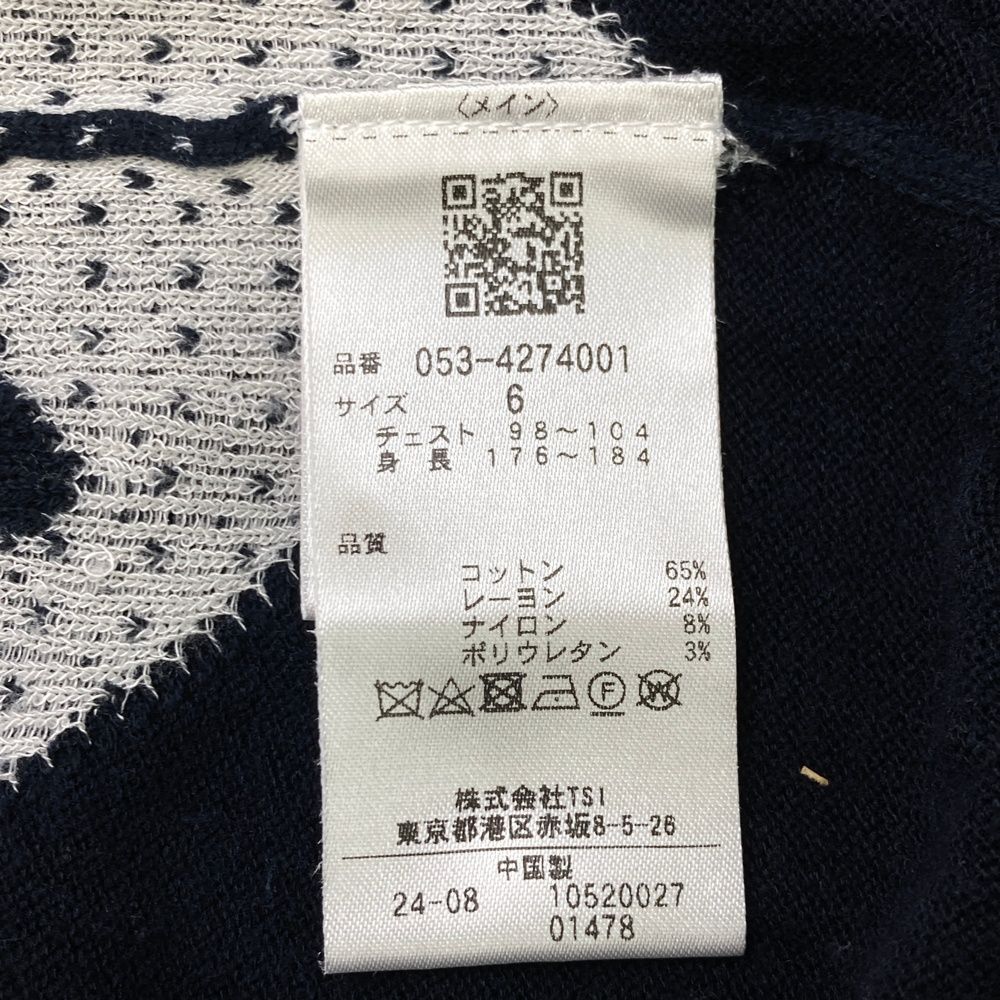 〈メイン〉
品番 053-4274001
サイズ 6
チェスト 98～104
身長 176～184
品質
コットン 65%
レーヨン 24%
ナイロン 8%
ポリウレタン 3%
F
W
株式会社TSI
東京都港区赤坂8-5-26
中国製
24-08 10520027
01478